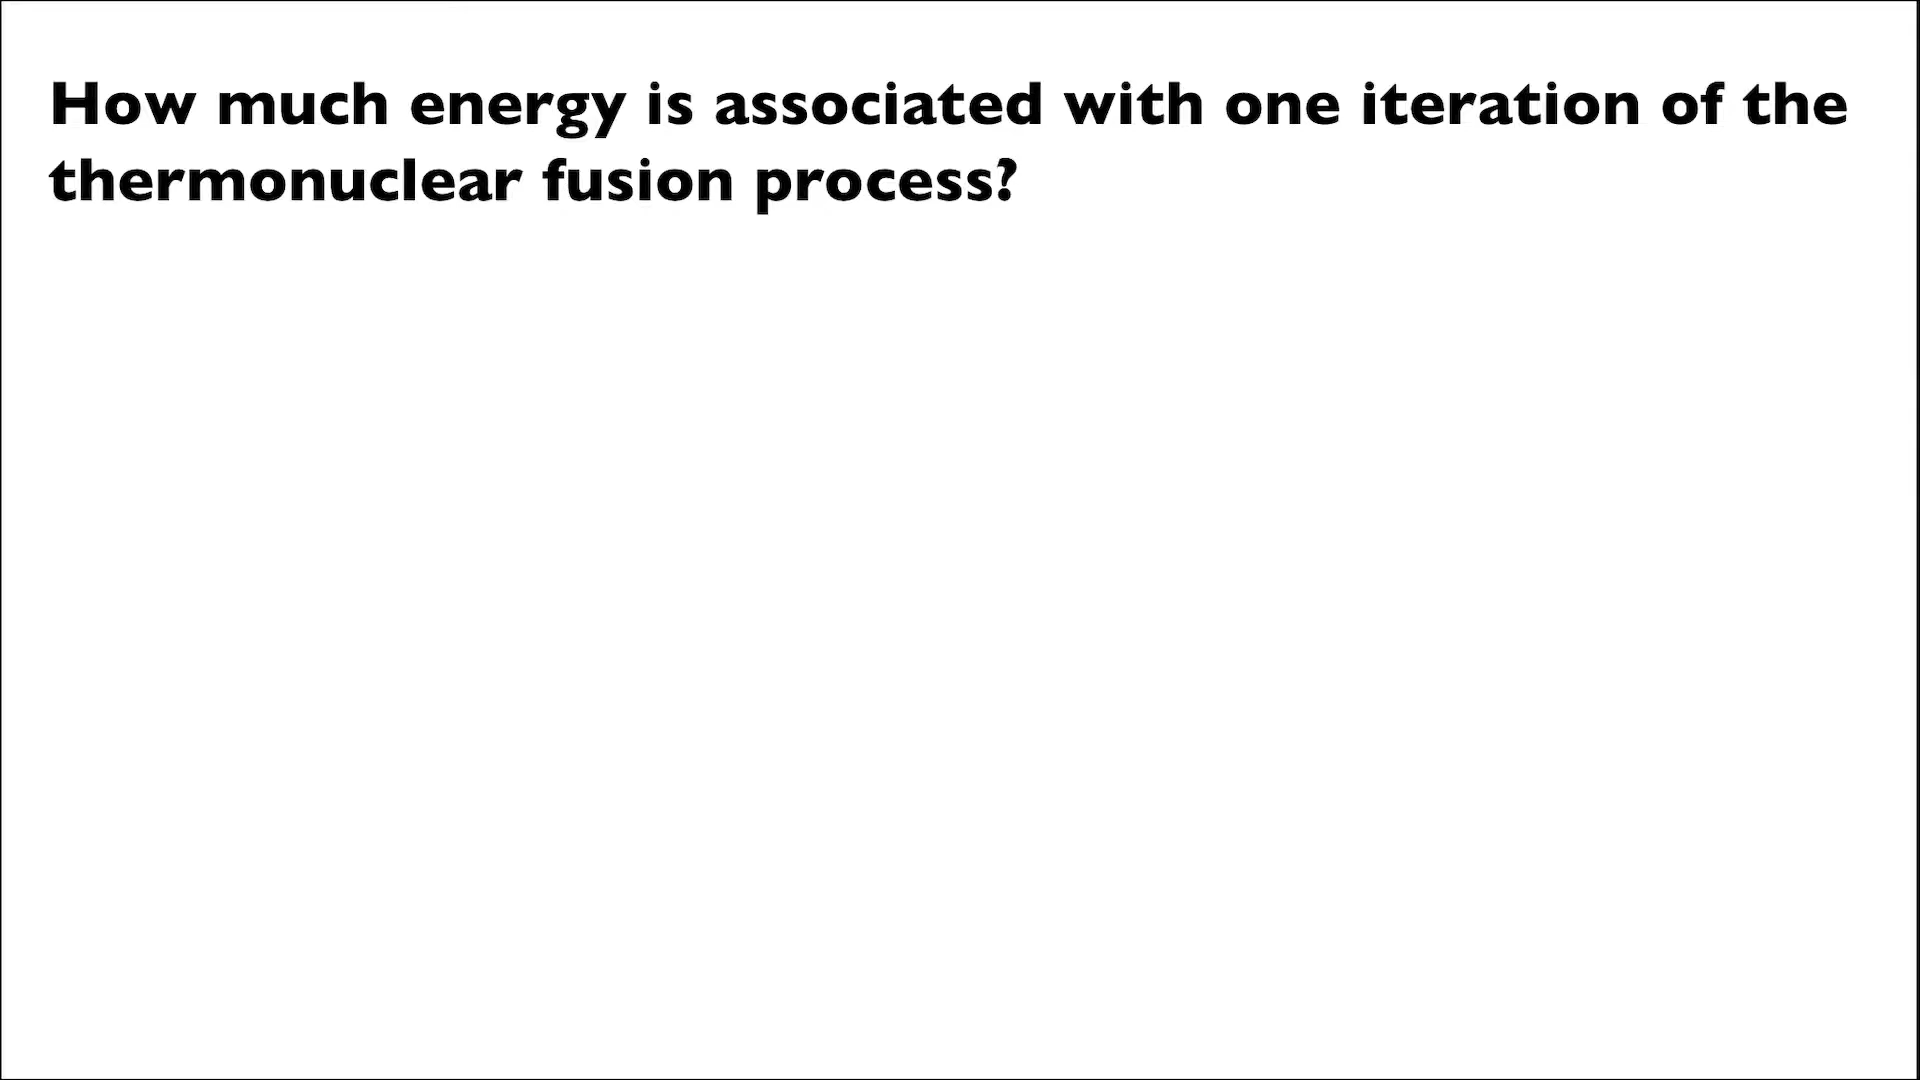 How much energy is associated with one iteration of the
thermonuclear fusion process?